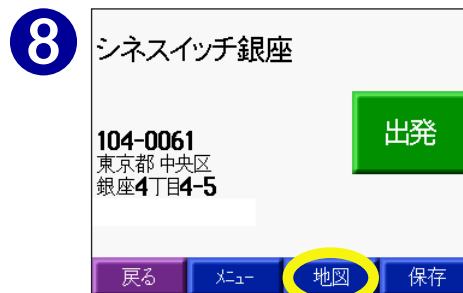 8
シネスイッチ銀座
104-0061
東京都 中央区
銀座4丁目4-5
出発
戻る
メニュー
地図
保存